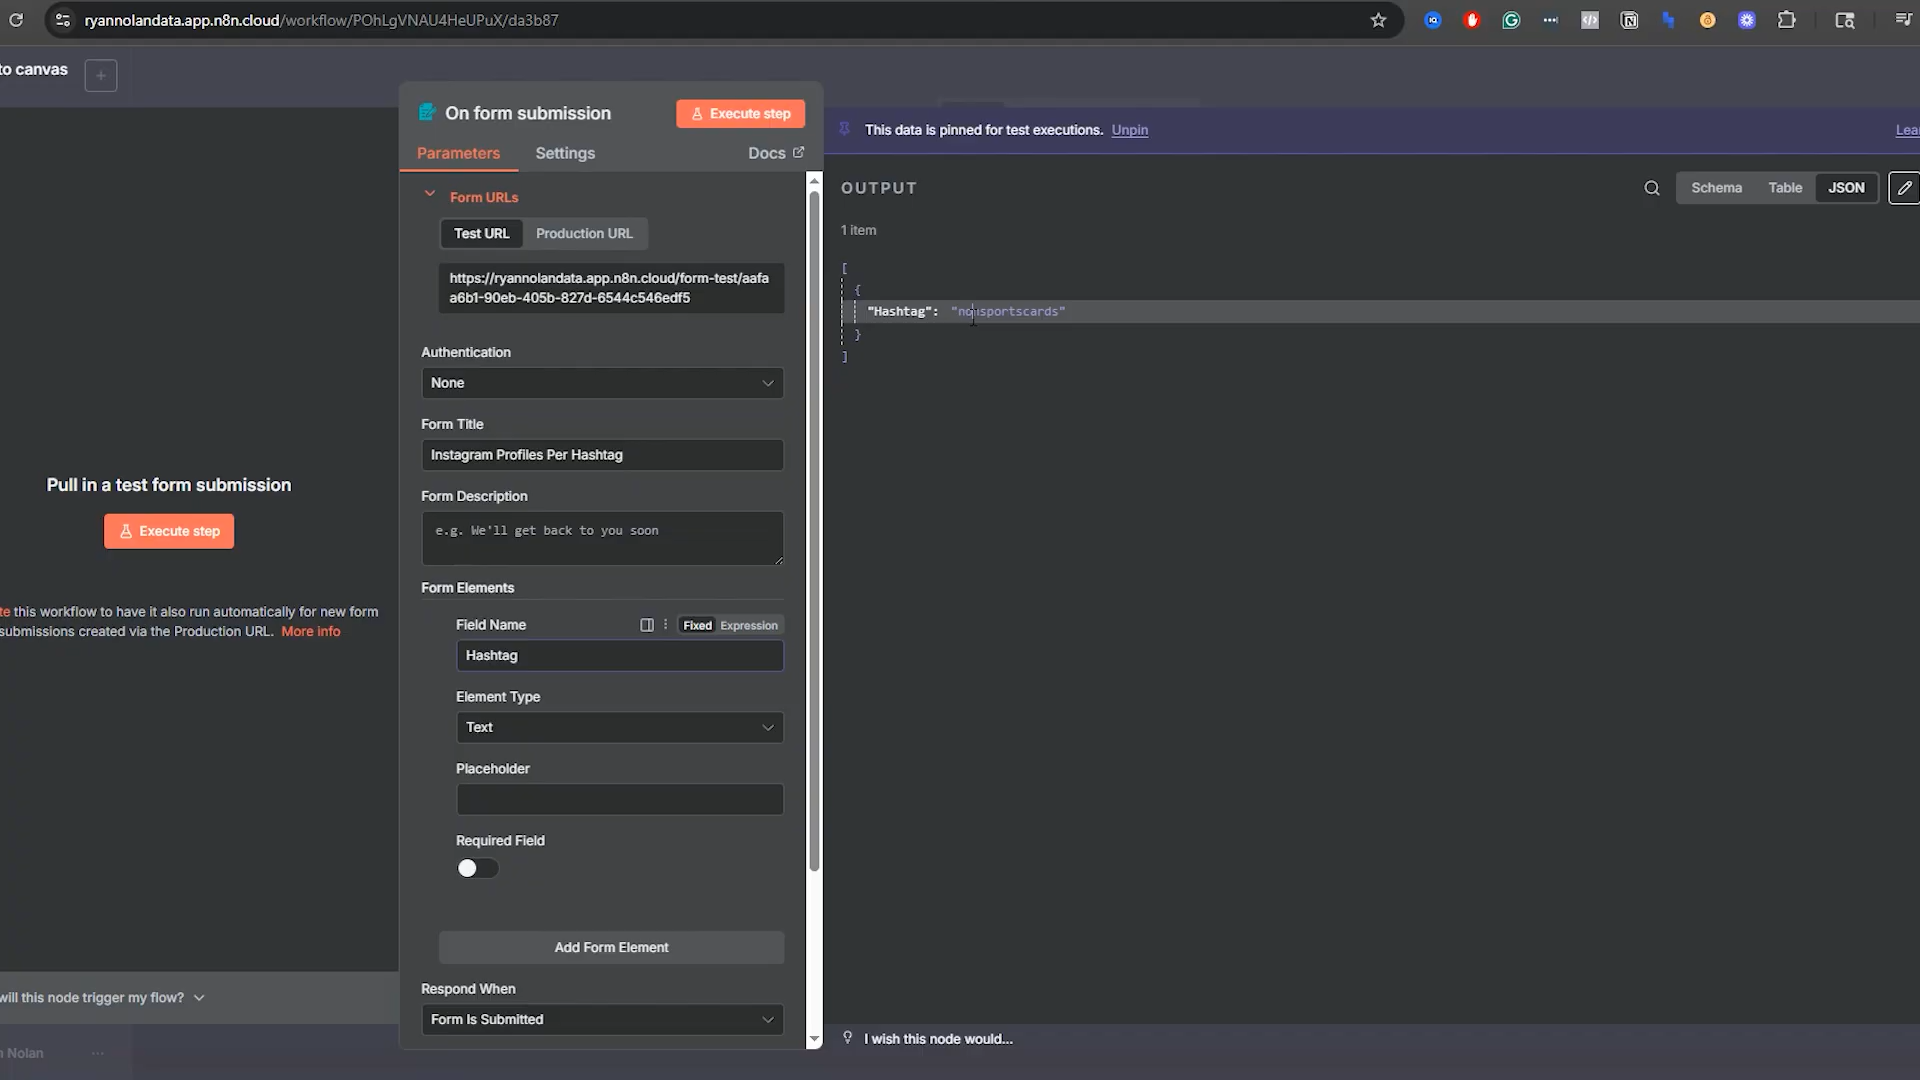 ryannolandata.app.n8n.cloud/workflow/POhLgVNAU4HeUPuX/da3b87
to canvas
On form submission
Execute step
Parameters
Settings
Docs
Form URLs
Test URL
Production URL
https://ryannolandata.app.n8n.cloud/form-test/aafa
a6b1-90eb-405b-827d-6544c546edf5
Authentication
None
Form Title
Instagram Profiles Per Hashtag
Form Description
e.g. We'll get back to you soon
Form Elements
Field Name
Fixed
Expression
Hashtag
Element Type
Text
Placeholder
Required Field
Add Form Element
Respond When
Form Is Submitted
Pull in a test form submission
Execute step
te this workflow to have it also run automatically for new form
submissions created via the Production URL. More info
will this node trigger my flow?
n Nolan
This data is pinned for test executions. Unpin
Lear
OUTPUT
Schema
Table
JSON
1 item
[
{
"Hashtag": "nousportscards"
}
]
I wish this node would...